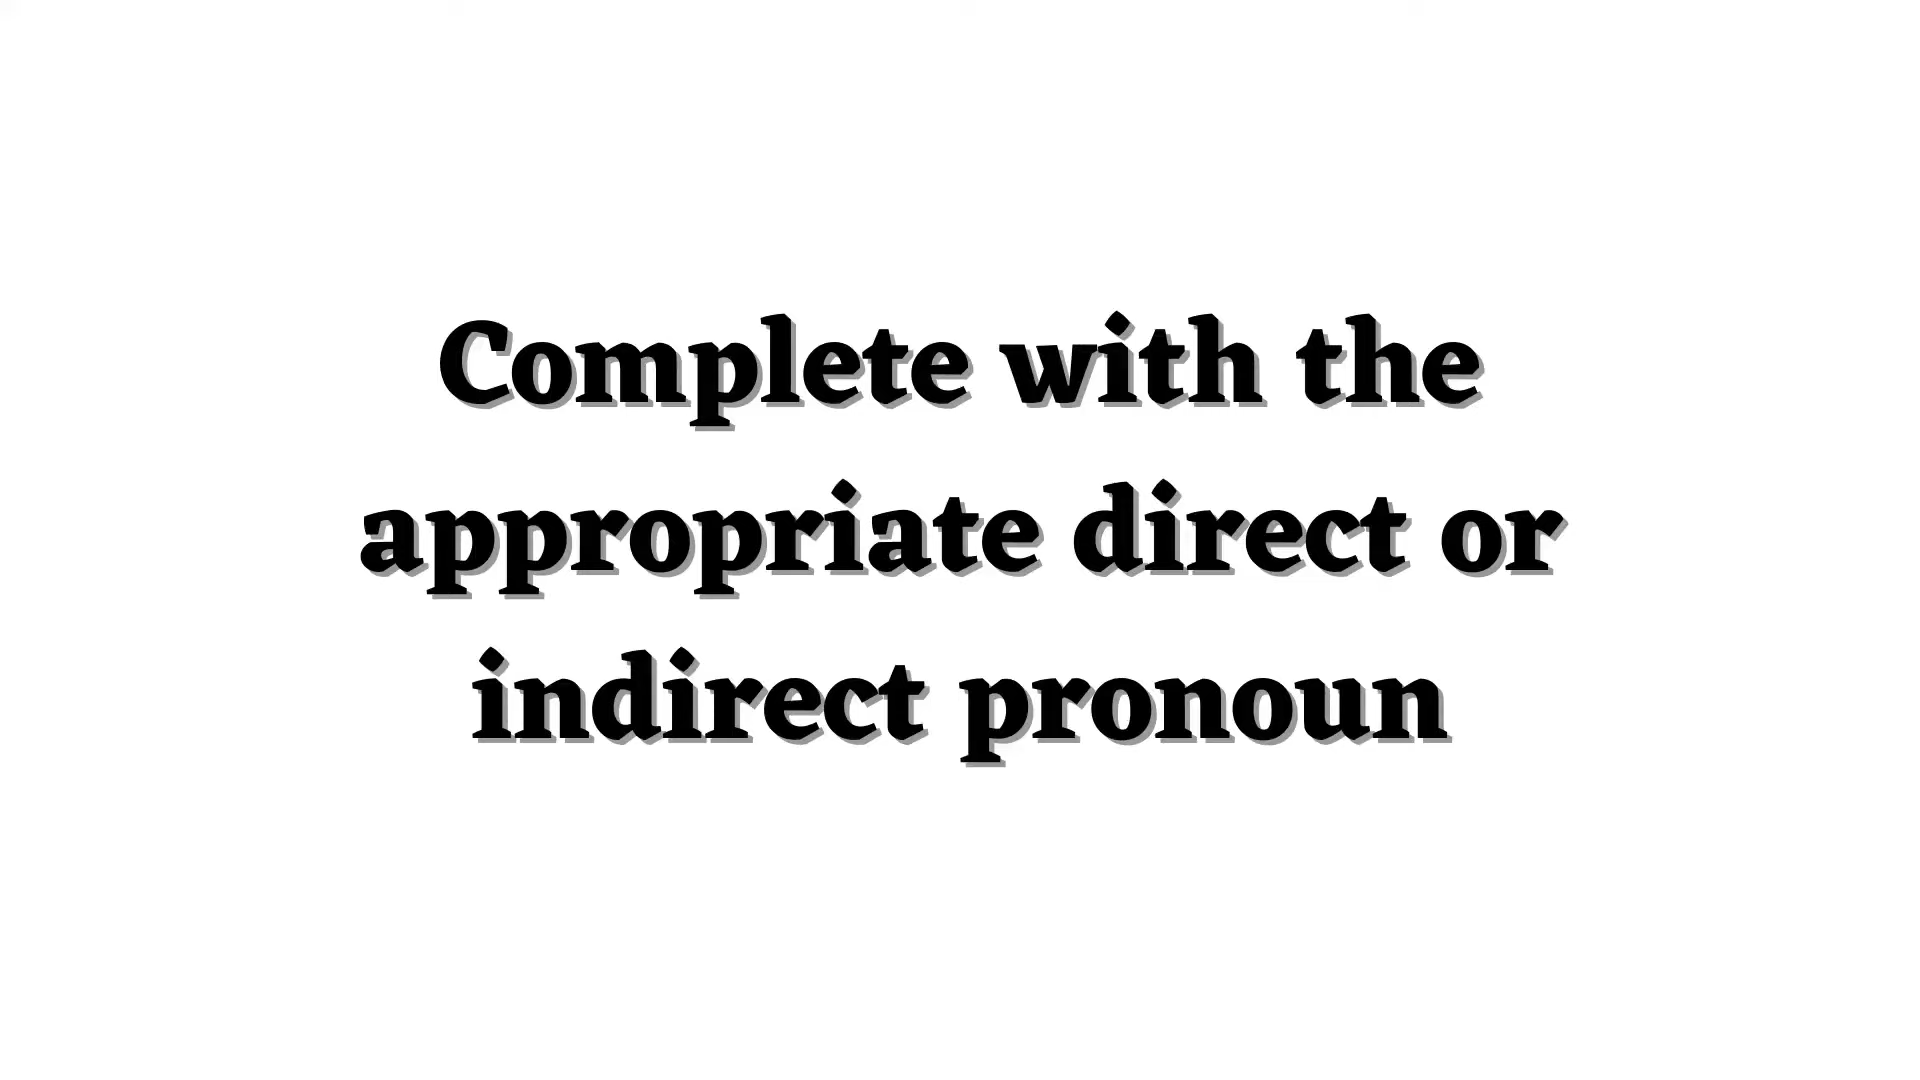 Complete with the
appropriate direct or
indirect pronoun